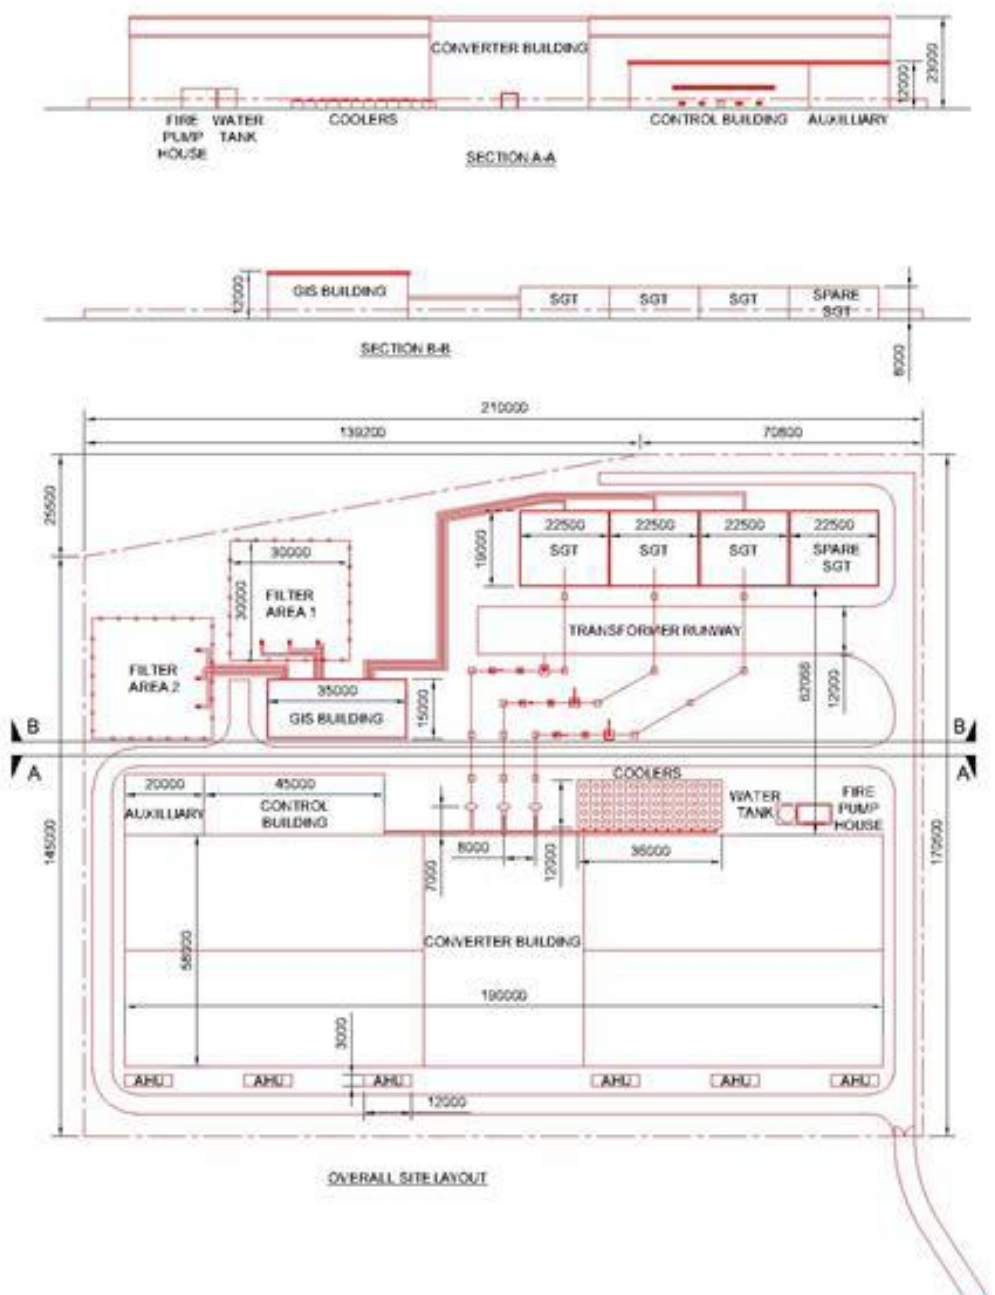 CONVERTER BUILDING
23000
12000
FIRE
PUMP
HOUSE
WATER
TANK
COOLERS
CONTROL BUILDING
AUXILLIARY
SECTION A-A
12000
GIS BUILDING
SGT
SGT
SGT
SPARE
SGT
8000
SECTION B-B
210000
139200
70800
25500
22500
22500
22500
22500
SGT
SGT
SGT
SPARE
SGT
19000
30000
30000
FILTER
AREA 1
TRANSFORMER RUNWAY
FILTER
AREA 2
62068
12000
35000
GIS BUILDING
15000
B
B
A
A
20000
45000
AUXILLIARY
CONTROL
BUILDING
COOLERS
WATER
TANK
FIRE
PUMP
HOUSE
145000
170500
7000
8000
12000
36000
CONVERTER BUILDING
58000
190000
3000
AHU
AHU
AHU
AHU
AHU
AHU
12000
OVERALL SITE LAYOUT